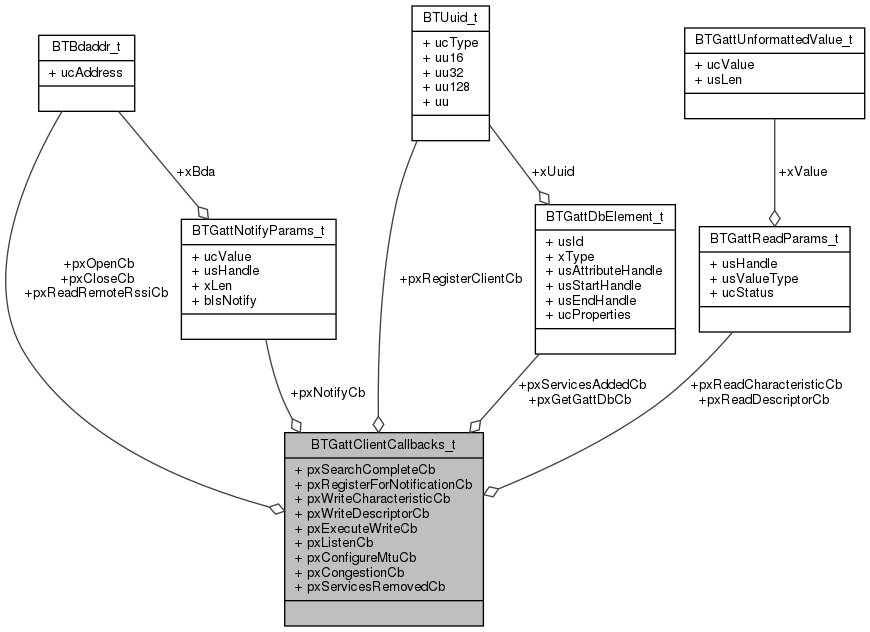 BTBdaddr_t
+ ucAddress
BTUuid_t
+ ucType
+ uu16
+ uu32
+ uu128
+ uu
BTGattUnformattedValue_t
+ ucValue
+ usLen
+xBda
+xUuid
+xValue
BTGattNotifyParams_t
+ ucValue
+ usHandle
+ xLen
+ bIsNotify
BTGattDbElement_t
+ usId
+ xType
+ usAttributeHandle
+ usStartHandle
+ usEndHandle
+ ucProperties
BTGattReadParams_t
+ usHandle
+ usValueType
+ ucStatus
+pxOpenCb
+pxCloseCb
+pxReadRemoteRssiCb
+pxRegisterClientCb
+pxNotifyCb
+pxServicesAddedCb
+pxGetGattDbCb
+pxReadCharacteristicCb
+pxReadDescriptorCb
BTGattClientCallbacks_t
+ pxSearchCompleteCb
+ pxRegisterForNotificationCb
+ pxWriteCharacteristicCb
+ pxWriteDescriptorCb
+ pxExecuteWriteCb
+ pxListenCb
+ pxConfigureMtuCb
+ pxCongestionCb
+ pxServicesRemovedCb